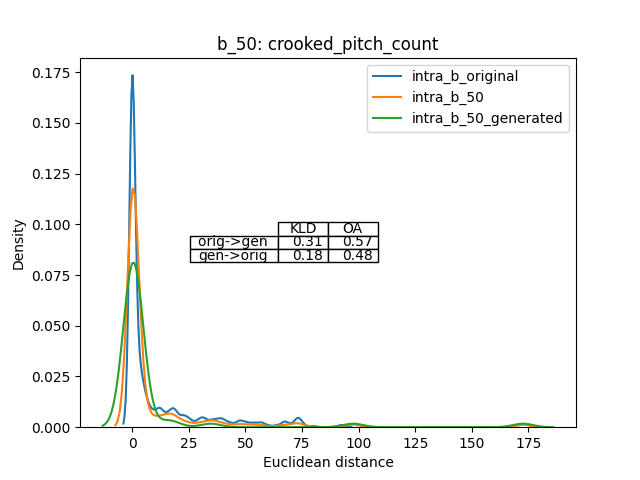 b_50: crooked_pitch_count
intra_b_original
intra_b_50
intra_b_50_generated
KLD OA
orig->gen 0.31 0.57
gen->orig 0.18 0.48
Density
0.175
0.150
0.125
0.100
0.075
0.050
0.025
0.000
0 25 50 75 100 125 150 175
Euclidean distance